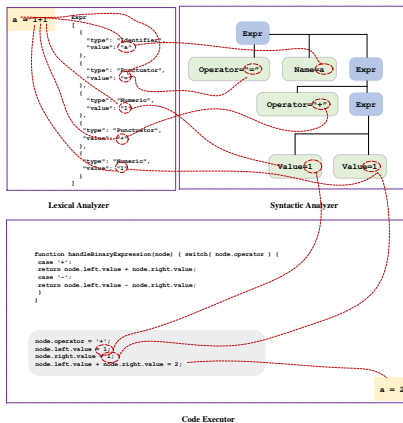 a = 1+1
Expr
[
{
"type": "Identifier",
"value": "a"
},
{
"type": "Punctuator",
"value": "="
},
{
"type": "Numeric",
"value": "1"
},
{
"type": "Punctuator",
"value": "+"
},
{
"type": "Numeric",
"value": "1"
}
]
Lexical Analyzer
Expr
Operator="="
Name=a
Expr
Operator="+"
Expr
Value=1
Value=1
Syntactic Analyzer
function handleBinaryExpression(node) { switch( node.operator ) {
case '+':
return node.left.value + node.right.value;
case '-':
return node.left.value - node.right.value;
}
}
node.operator = '+';
node.left.value = 1;
node.right.value = 1;
node.left.value + node.right.value = 2;
a = 2
Code Executor